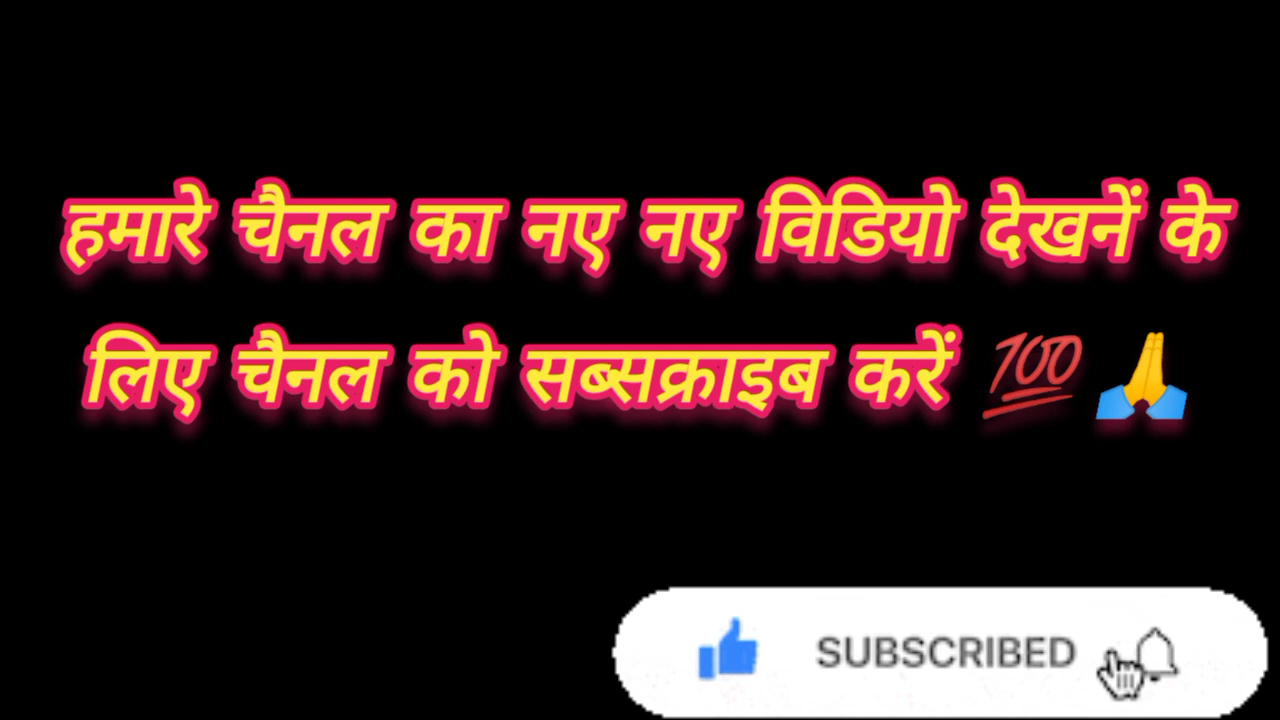 हमारे चैनल का नए नए विडियो देखनें के
लिए चैनल को सब्सक्राइब करें 💯🙏
SUBSCRIBED